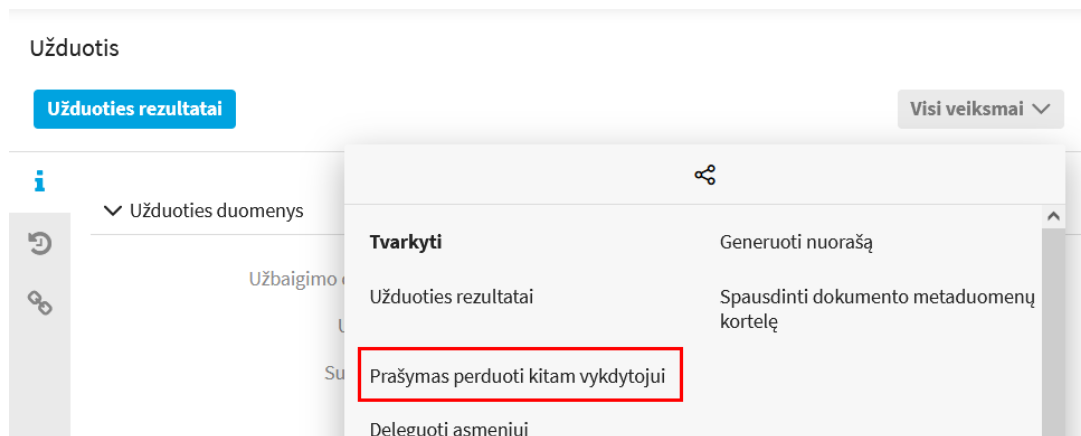 Užduotis
Užduoties rezultatai
Visi veiksmai
Užduoties duomenys
Tvarkyti
Generuoti nuorašą
Užbaigimo
Užduoties rezultatai
Spausdinti dokumento metaduomenų
kortelę
Prašymas perduoti kitam vykdytojui
Deleguoti asmeniui